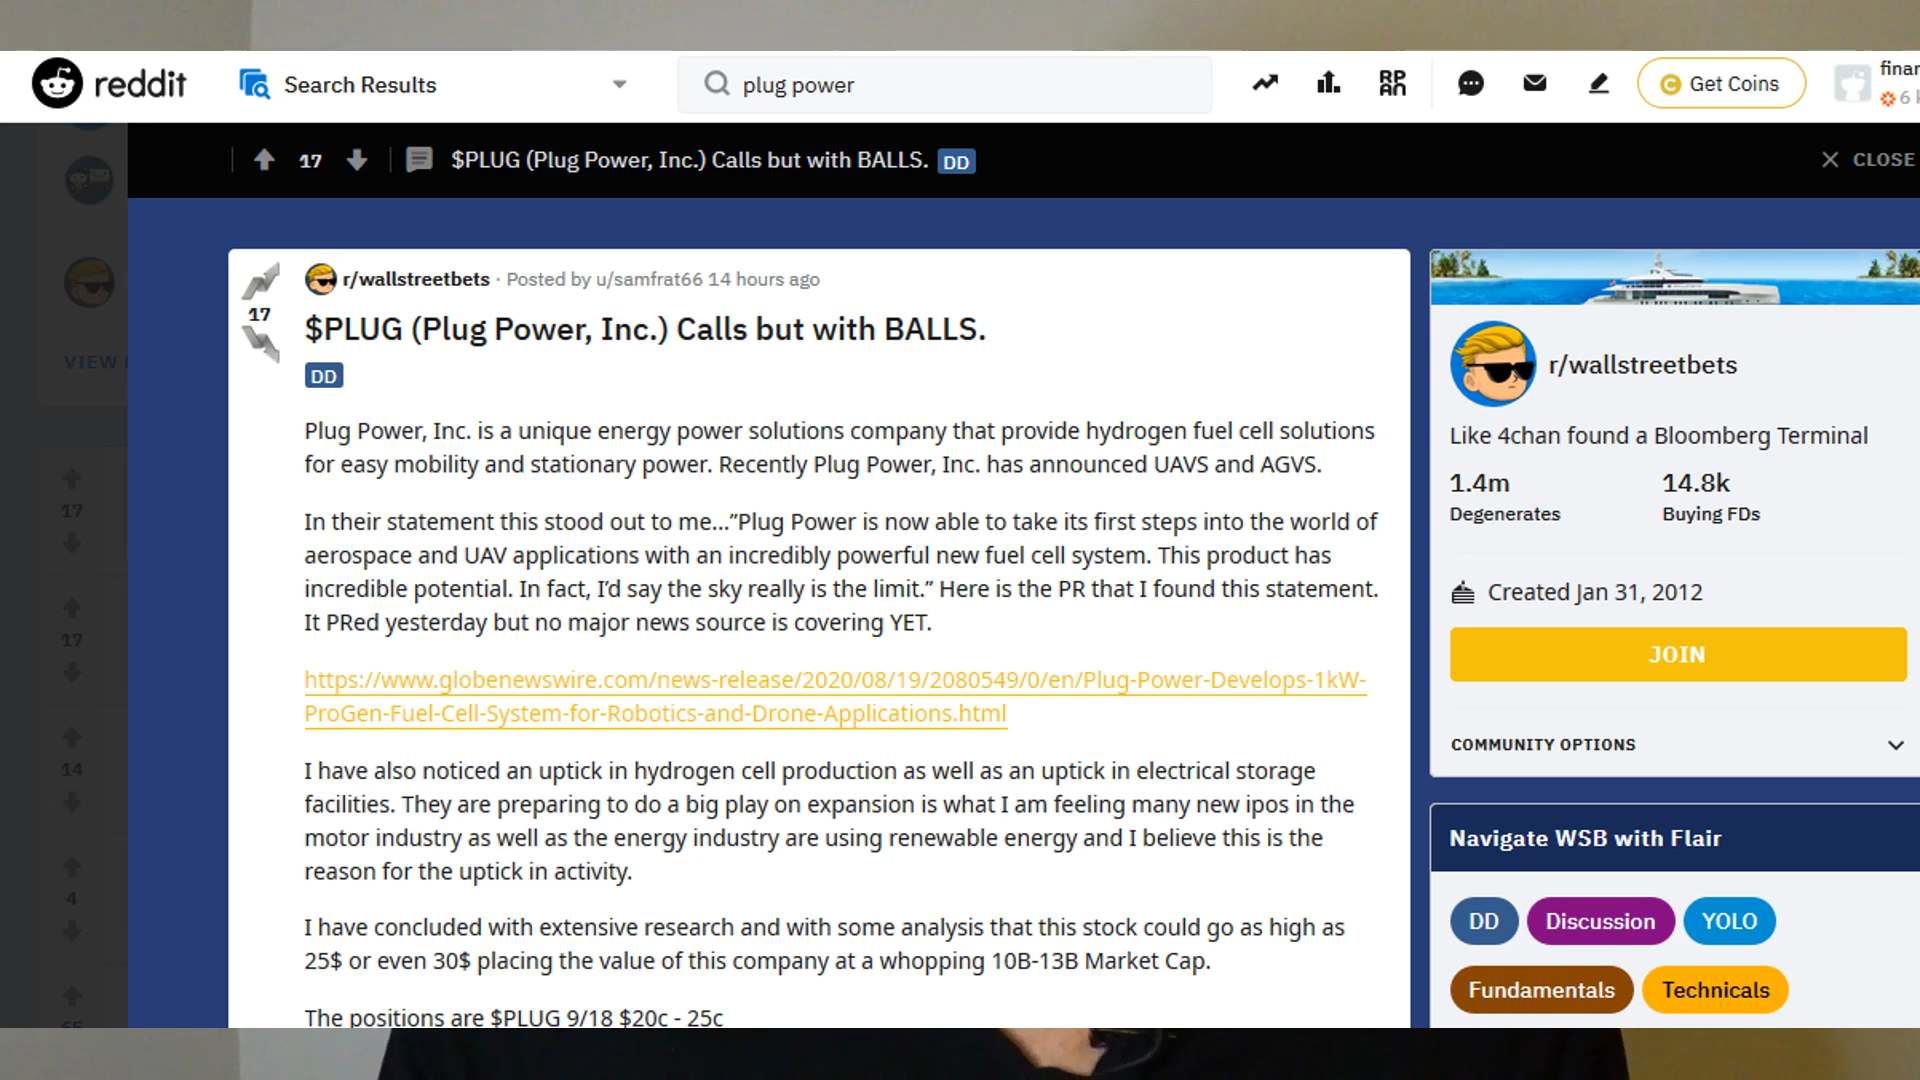 reddit
Search Results
plug power
RPAN
Get Coins
finan
6 k
17
$PLUG (Plug Power, Inc.) Calls but with BALLS.
DD
CLOSE
r/wallstreetbets · Posted by u/samfrat66 14 hours ago
17
$PLUG (Plug Power, Inc.) Calls but with BALLS.
DD
Plug Power, Inc. is a unique energy power solutions company that provide hydrogen fuel cell solutions
for easy mobility and stationary power. Recently Plug Power, Inc. has announced UAVS and AGVS.
In their statement this stood out to me…”Plug Power is now able to take its first steps into the world of
aerospace and UAV applications with an incredibly powerful new fuel cell system. This product has
incredible potential. In fact, I’d say the sky really is the limit.” Here is the PR that I found this statement.
It PRed yesterday but no major news source is covering YET.
https://www.globenewswire.com/news-release/2020/08/19/2080549/0/en/Plug-Power-Develops-1kW-
ProGen-Fuel-Cell-System-for-Robotics-and-Drone-Applications.html
I have also noticed an uptick in hydrogen cell production as well as an uptick in electrical storage
facilities. They are preparing to do a big play on expansion is what I am feeling many new ipos in the
motor industry as well as the energy industry are using renewable energy and I believe this is the
reason for the uptick in activity.
I have concluded with extensive research and with some analysis that this stock could go as high as
25$ or even 30$ placing the value of this company at a whopping 10B-13B Market Cap.
The positions are $PLUG 9/18 $20c - 25c
r/wallstreetbets
Like 4chan found a Bloomberg Terminal
1.4m 14.8k
Degenerates Buying FDs
Created Jan 31, 2012
JOIN
COMMUNITY OPTIONS
Navigate WSB with Flair
DD Discussion YOLO
Fundamentals Technicals
VIEW
17
17
14
4
65